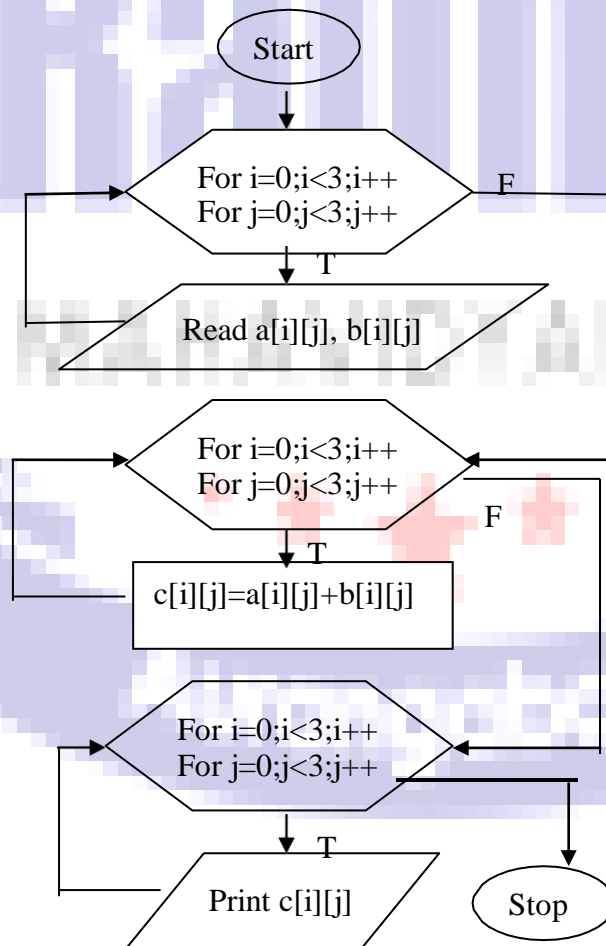 Start
For i=0;i<3;i++
For j=0;j<3;j++
F
T
Read a[i][j], b[i][j]
For i=0;i<3;i++
For j=0;j<3;j++
F
T
c[i][j]=a[i][j]+b[i][j]
For i=0;i<3;i++
For j=0;j<3;j++
T
Print c[i][j]
Stop